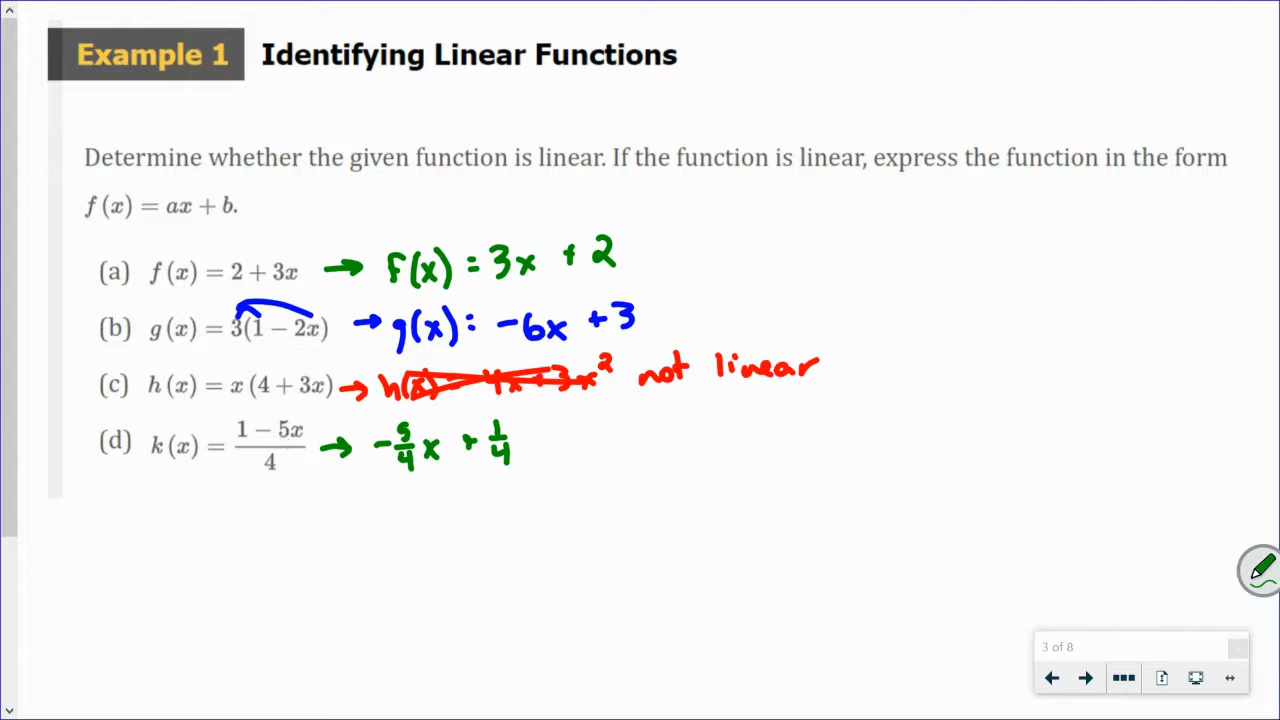 Example 1 Identifying Linear Functions
Determine whether the given function is linear. If the function is linear, express the function in the form
f(x) = ax + b.
(a) f(x) = 2 + 3x → f(x) = 3x + 2
(b) g(x) = 3(1 − 2x) → g(x) = -6x + 3
(c) h(x) = x(4 + 3x) → h(x) = 4x + 3x² not linear
(d) k(x) = (1 − 5x)/4 → -5/4 x + 1/4
3 of 8